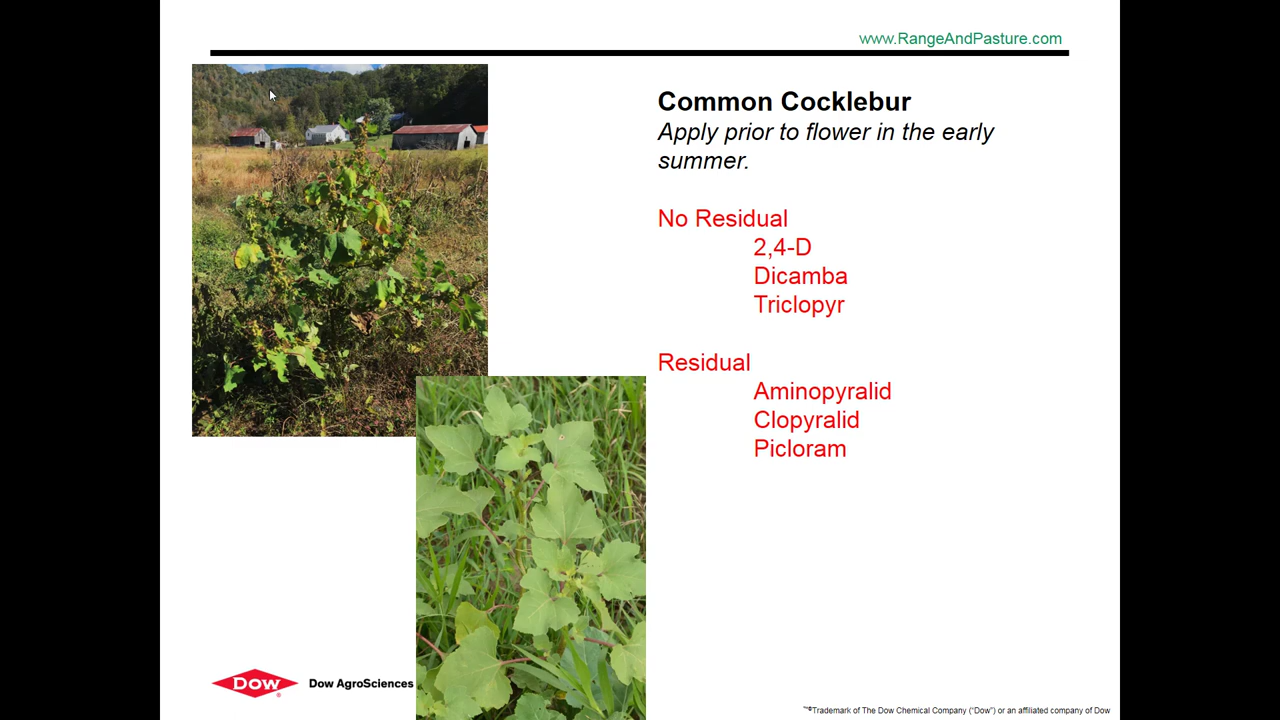 www.RangeAndPasture.com
Common Cocklebur
Apply prior to flower in the early
summer.
No Residual
2,4-D
Dicamba
Triclopyr
Residual
Aminopyralid
Clopyralid
Picloram
Dow
Dow AgroSciences
™®Trademark of The Dow Chemical Company ("Dow") or an affiliated company of Dow